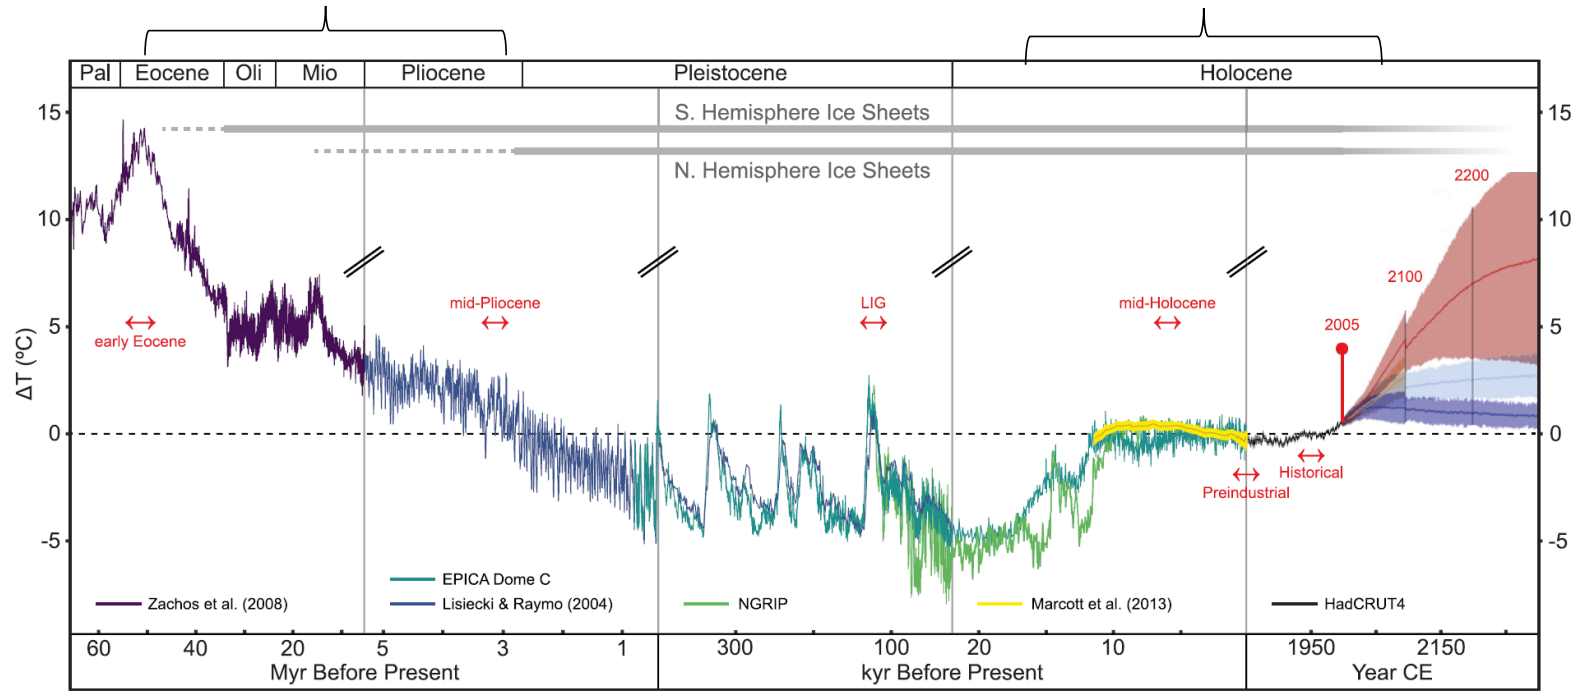 Pal Eocene Oli Mio Pliocene Pleistocene Holocene
15 S. Hemisphere Ice Sheets 15
N. Hemisphere Ice Sheets
2200
10 10
2100
mid-Pliocene LIG mid-Holocene
2005
5 early Eocene 5
ΔT (ºC)
0 0
Historical
Preindustrial
-5 -5
EPICA Dome C
Zachos et al. (2008) Lisiecki & Raymo (2004) NGRIP Marcott et al. (2013) HadCRUT4
60 40 20 5 3 1 300 100 20 10 1950 2150
Myr Before Present kyr Before Present Year CE